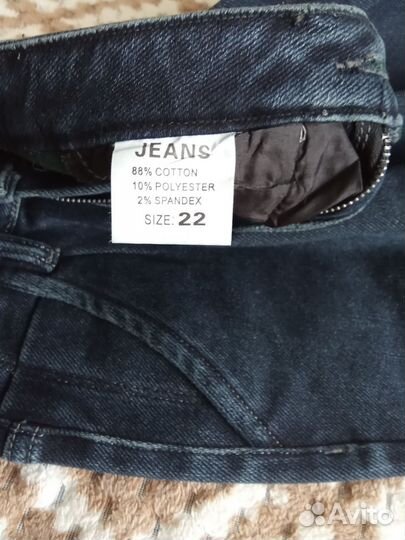 JEANS
88% COTTON
10% POLYESTER
2% SPANDEX
SIZE: 22
Avito